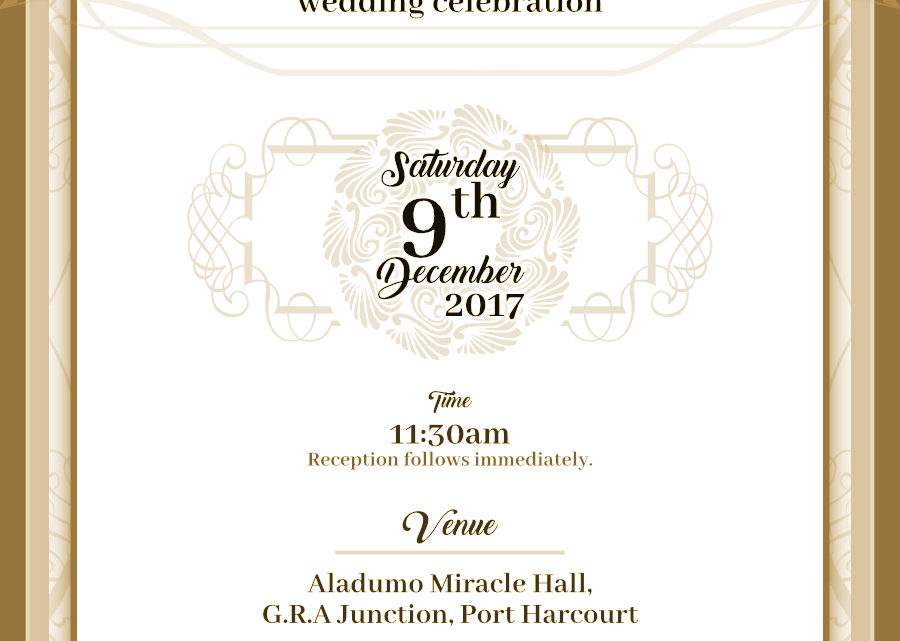 wedding celebration
Saturday
9th
December
2017
Time
11:30am
Reception follows immediately.
Venue
Aladumo Miracle Hall,
G.R.A Junction, Port Harcourt